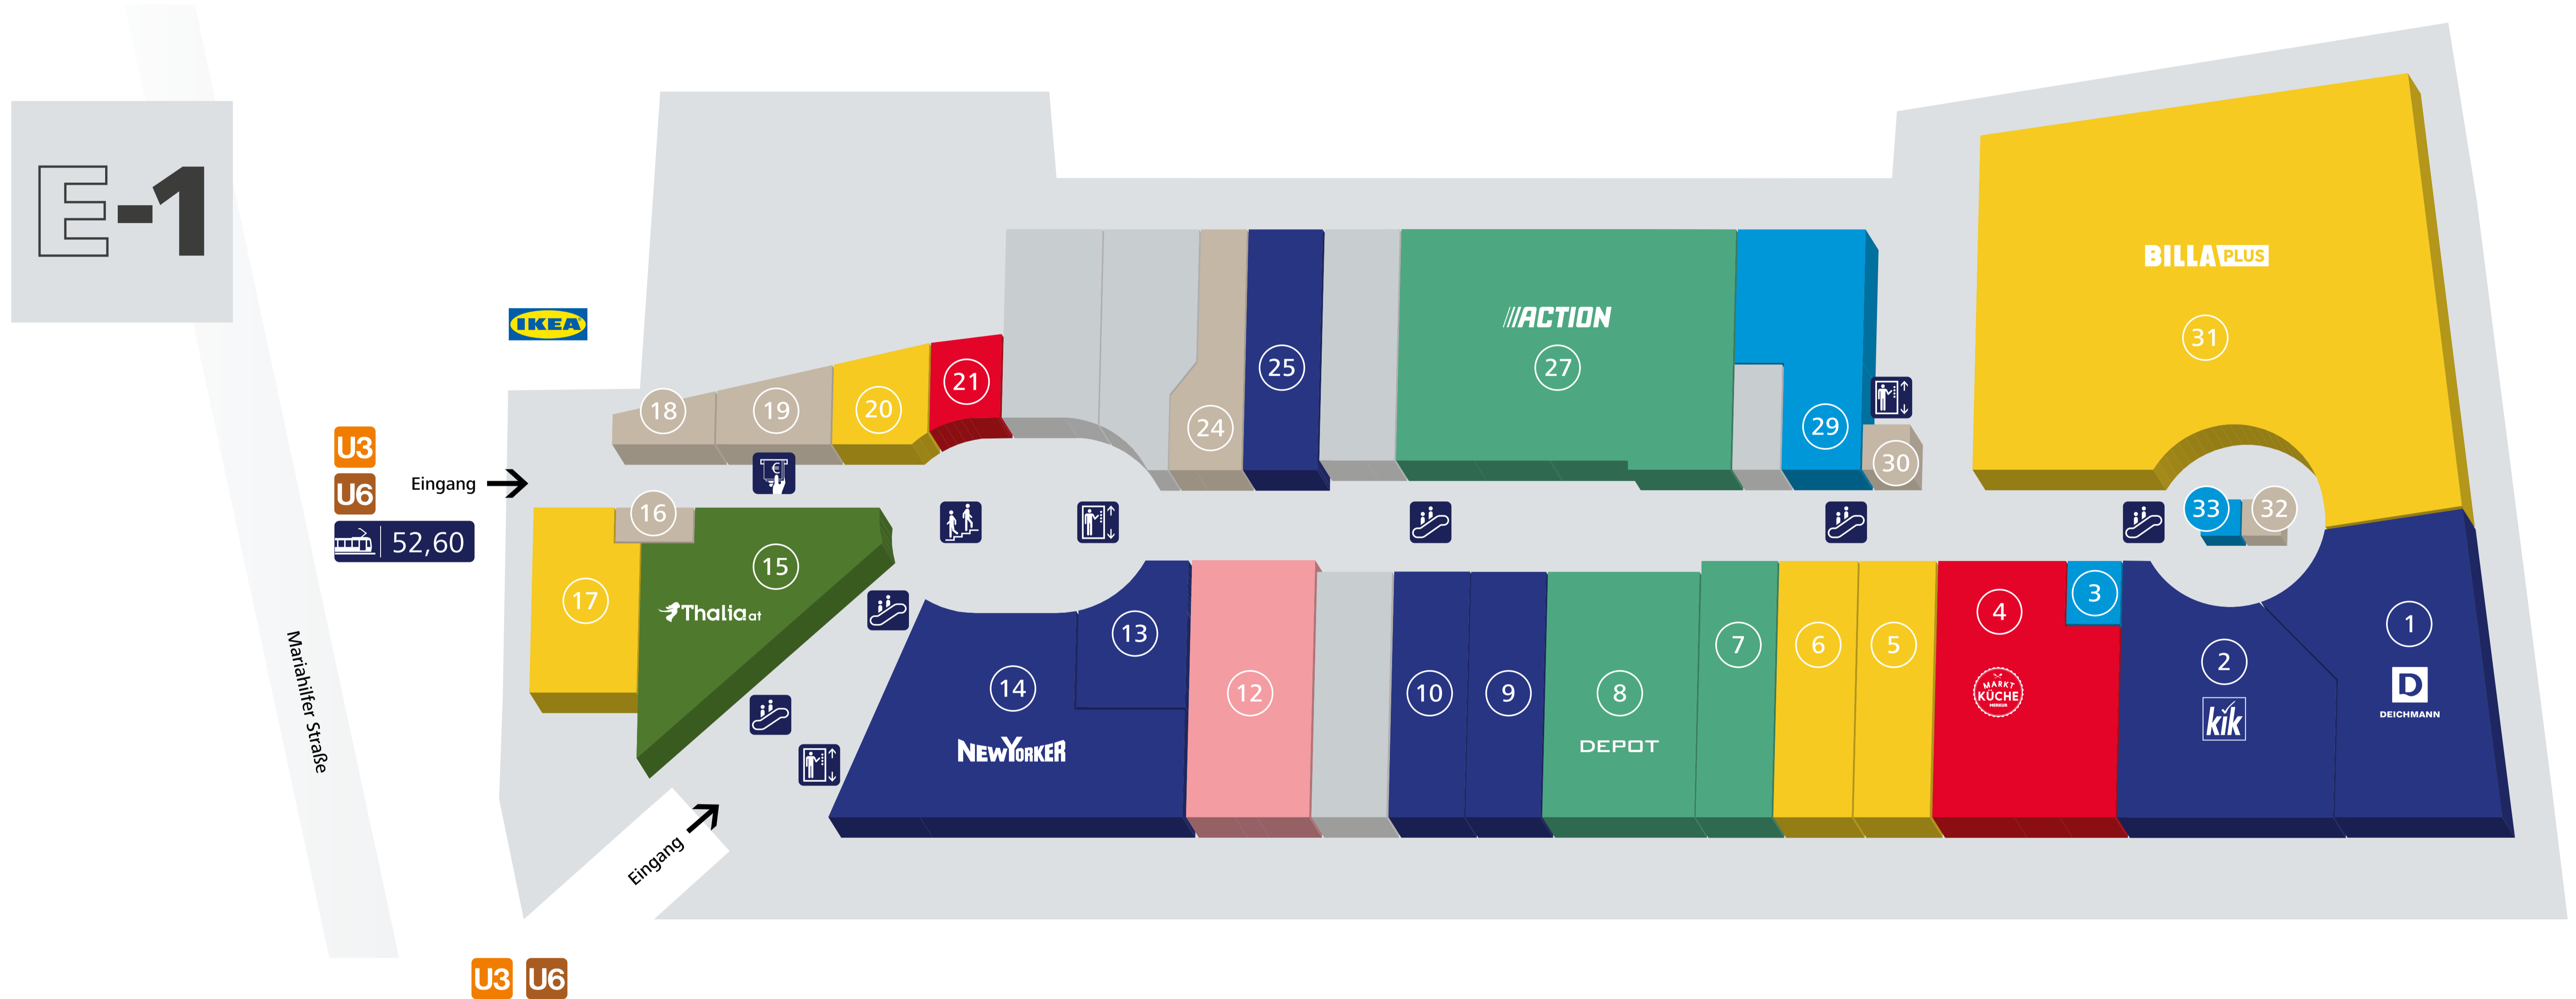 E-1
IKEA
U3
U6
52,60
Eingang
Mariahilfer Straße
18
19
20
21
24
25
ACTION
27
29
30
BILLA PLUS
31
16
17
15
Thalia.at
33
32
14
NEWYORKER
13
12
10
9
8
DEPOT
7
6
5
4
MARKT
KÜCHE
MERKUR
3
2
kik
1
D
DEICHMANN
Eingang
U3 U6